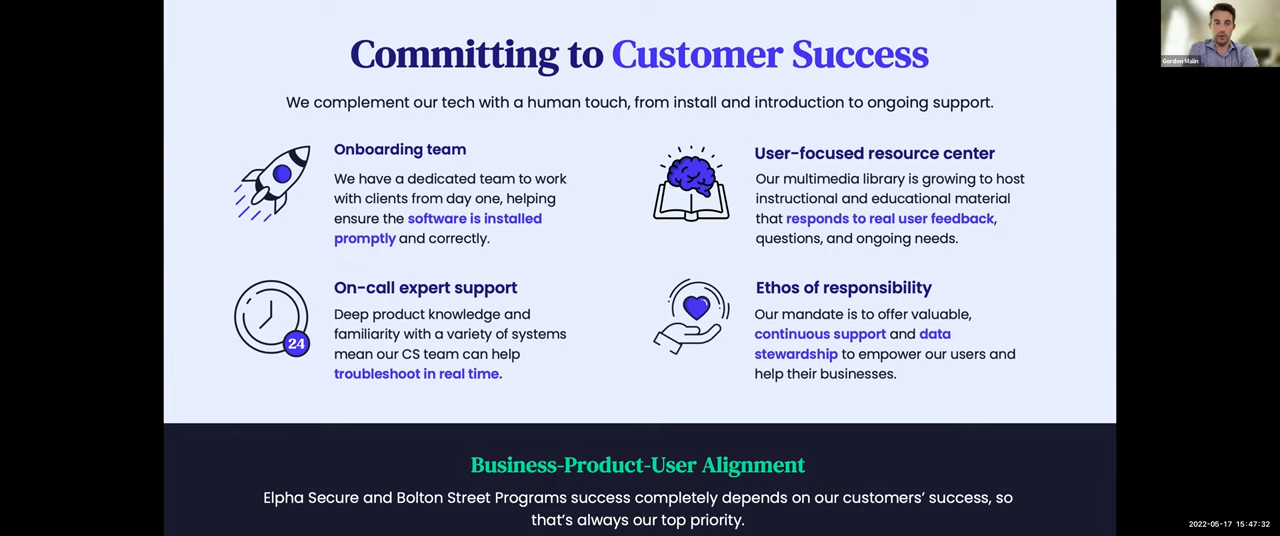 Committing to Customer Success
We complement our tech with a human touch, from install and introduction to ongoing support.
Onboarding team
We have a dedicated team to work
with clients from day one, helping
ensure the software is installed
promptly and correctly.
User-focused resource center
Our multimedia library is growing to host
instructional and educational material
that responds to real user feedback,
questions, and ongoing needs.
On-call expert support
Deep product knowledge and
familiarity with a variety of systems
mean our CS team can help
troubleshoot in real time.
24
Ethos of responsibility
Our mandate is to offer valuable,
continuous support and data
stewardship to empower our users and
help their businesses.
Business-Product-User Alignment
Elpha Secure and Bolton Street Programs success completely depends on our customers’ success, so
that’s always our top priority.
Gordon Main
2022-05-17 15:47:32